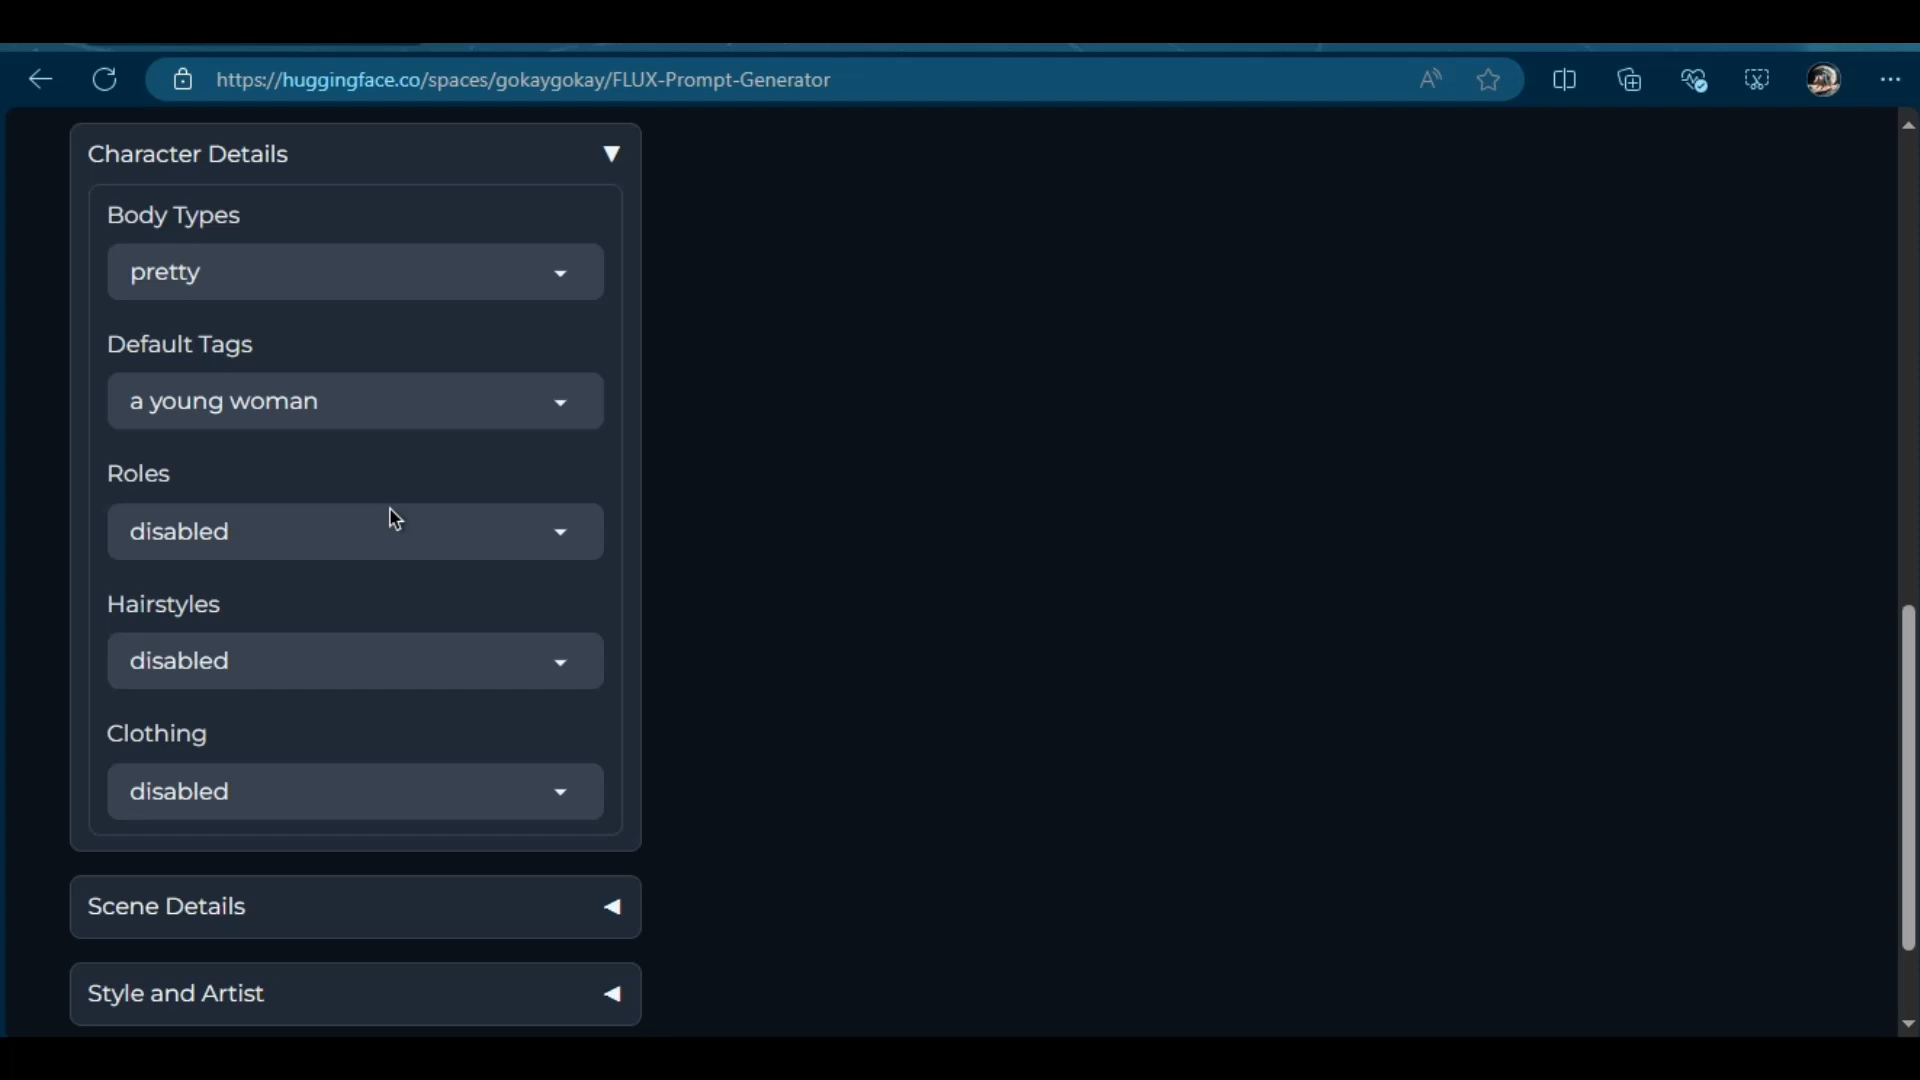 https://huggingface.co/spaces/gokaygokay/FLUX-Prompt-Generator
Character Details
Body Types
pretty
Default Tags
a young woman
Roles
disabled
Hairstyles
disabled
Clothing
disabled
Scene Details
Style and Artist